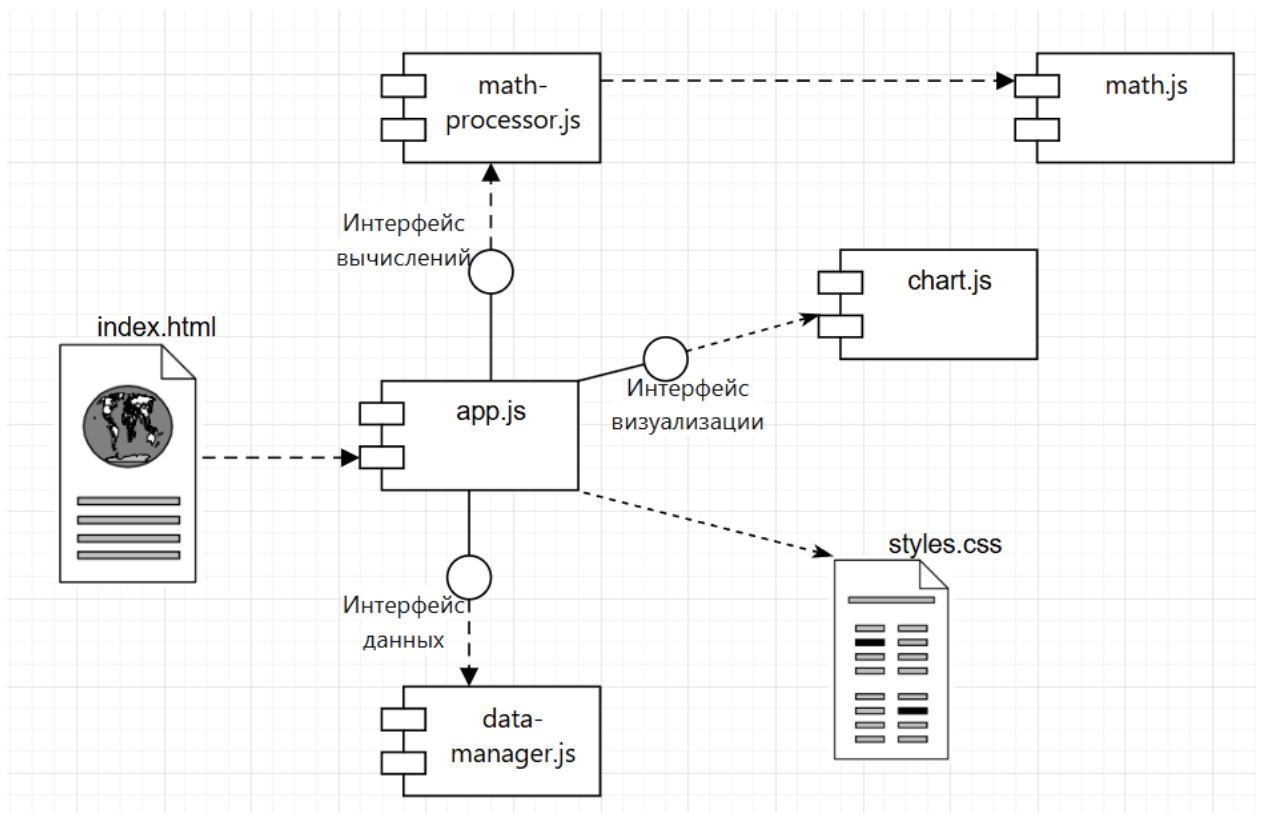 math-
processor.js
math.js
Интерфейс
вычислений
chart.js
index.html
Интерфейс
визуализации
app.js
styles.css
Интерфейс
данных
data-
manager.js